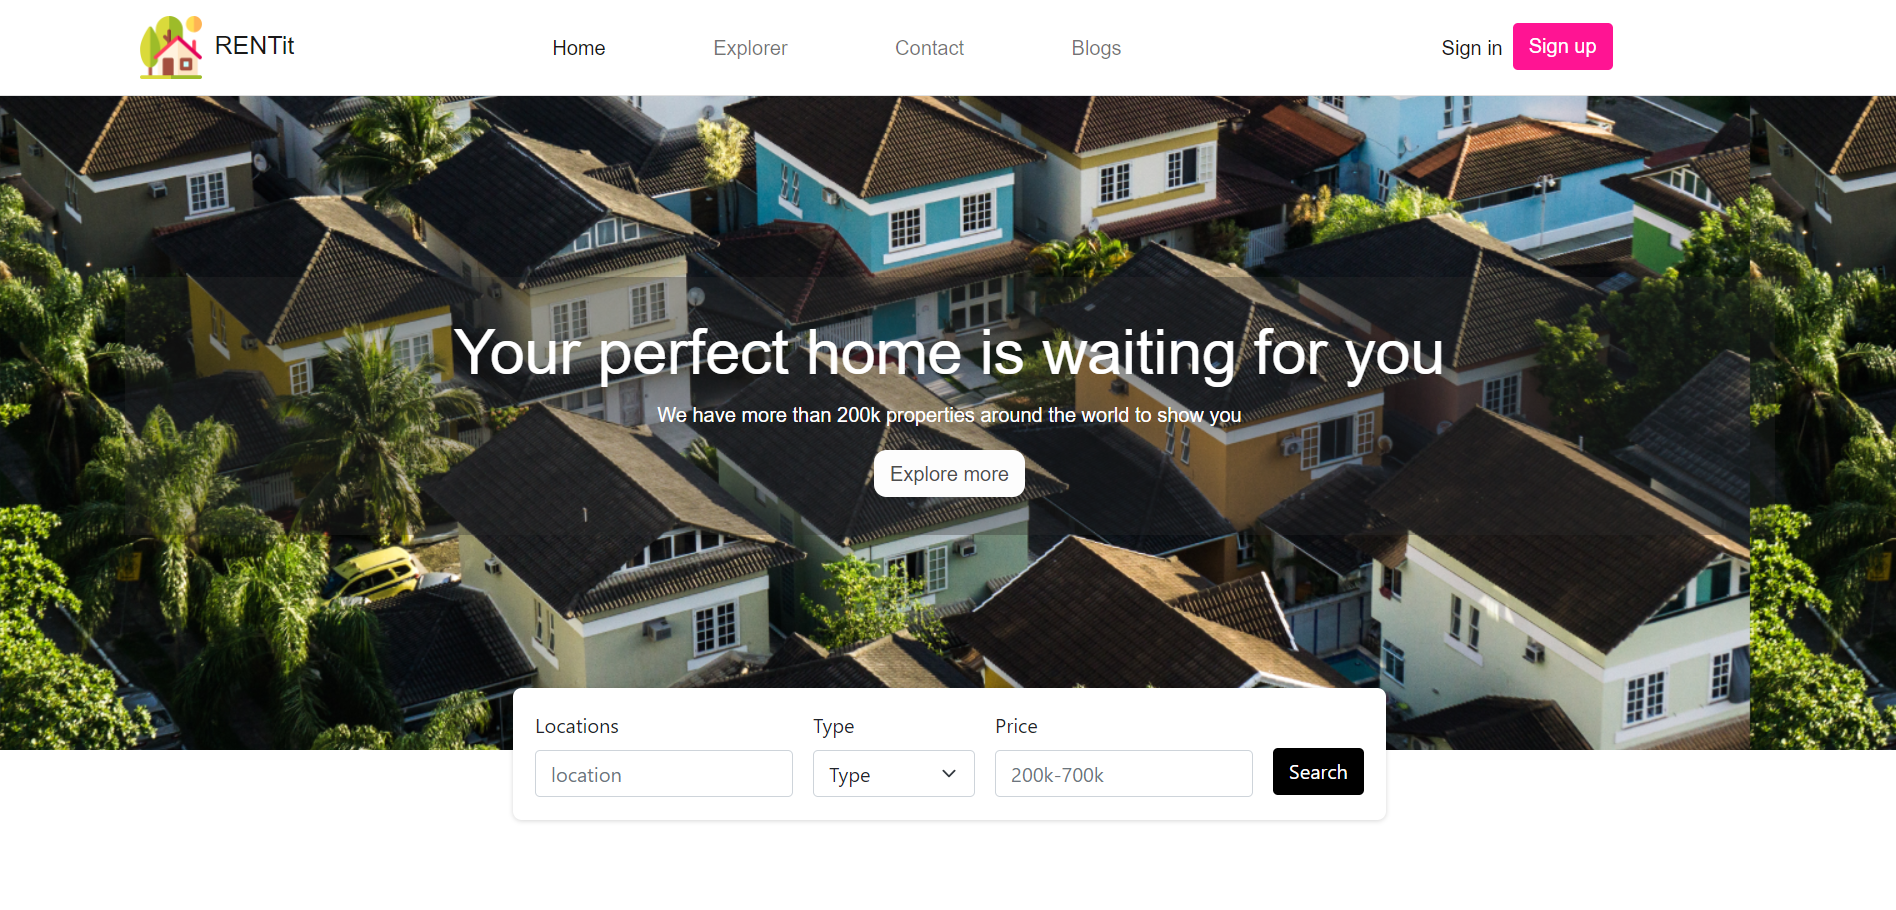 RENTit
Home
Explorer
Contact
Blogs
Sign in
Sign up
Your perfect home is waiting for you
We have more than 200k properties around the world to show you
Explore more
Locations
Type
Price
location
Type
200k-700k
Search